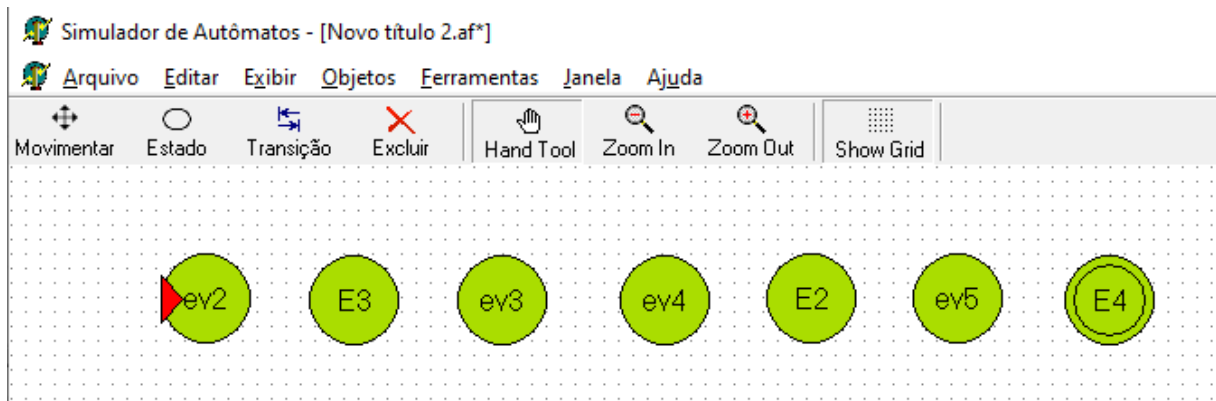 Simulador de Autômatos - [Novo título 2.af*]
Arquivo Editar Exibir Objetos Ferramentas Janela Ajuda
Movimentar Estado Transição Excluir Hand Tool Zoom In Zoom Out Show Grid
ev2 E3 ev3 ev4 E2 ev5 E4